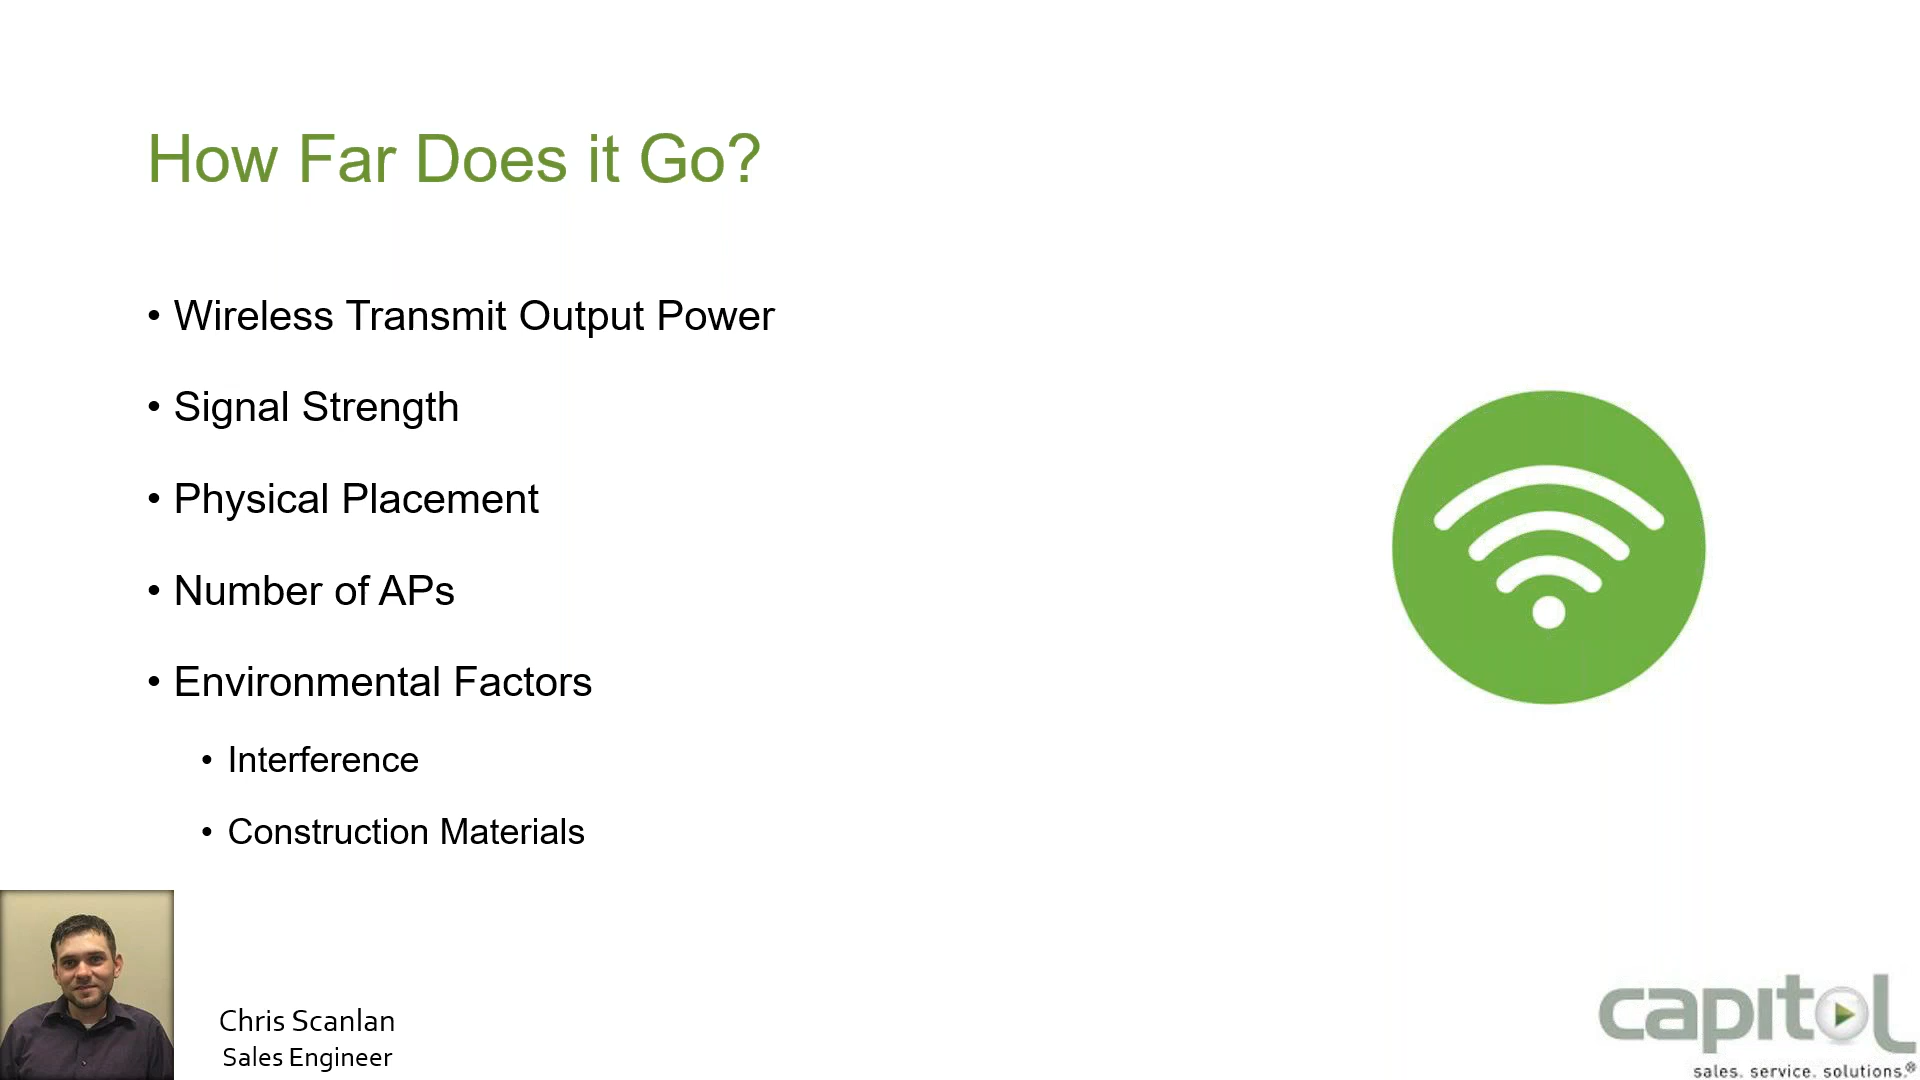 How Far Does it Go?
• Wireless Transmit Output Power
• Signal Strength
• Physical Placement
• Number of APs
• Environmental Factors
• Interference
• Construction Materials
Chris Scanlan
Sales Engineer
capitol
sales. service. solutions.®